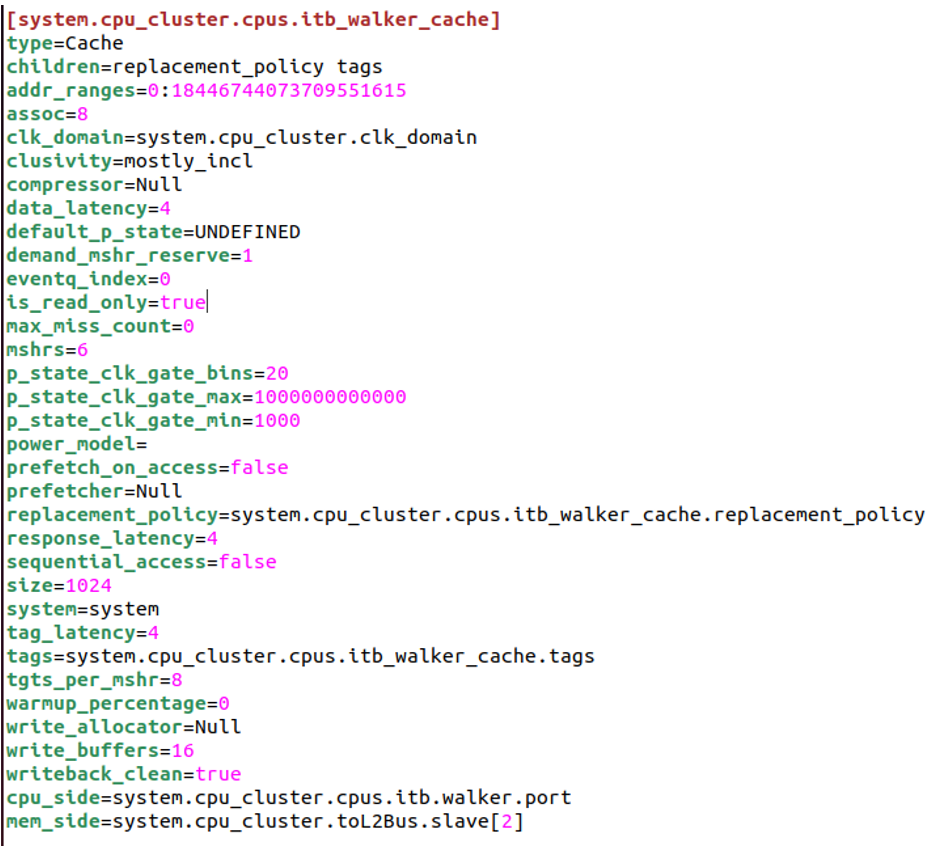 [system.cpu_cluster.cpus.itb_walker_cache]
type=Cache
children=replacement_policy tags
addr_ranges=0:18446744073709551615
assoc=8
clk_domain=system.cpu_cluster.clk_domain
clusivity=mostly_incl
compressor=Null
data_latency=4
default_p_state=UNDEFINED
demand_mshr_reserve=1
eventq_index=0
is_read_only=true
max_miss_count=0
mshrs=6
p_state_clk_gate_bins=20
p_state_clk_gate_max=1000000000000
p_state_clk_gate_min=1000
power_model=
prefetch_on_access=false
prefetcher=Null
replacement_policy=system.cpu_cluster.cpus.itb_walker_cache.replacement_policy
response_latency=4
sequential_access=false
size=1024
system=system
tag_latency=4
tags=system.cpu_cluster.cpus.itb_walker_cache.tags
tgts_per_mshr=8
warmup_percentage=0
write_allocator=Null
write_buffers=16
writeback_clean=true
cpu_side=system.cpu_cluster.cpus.itb.walker.port
mem_side=system.cpu_cluster.toL2Bus.slave[2]